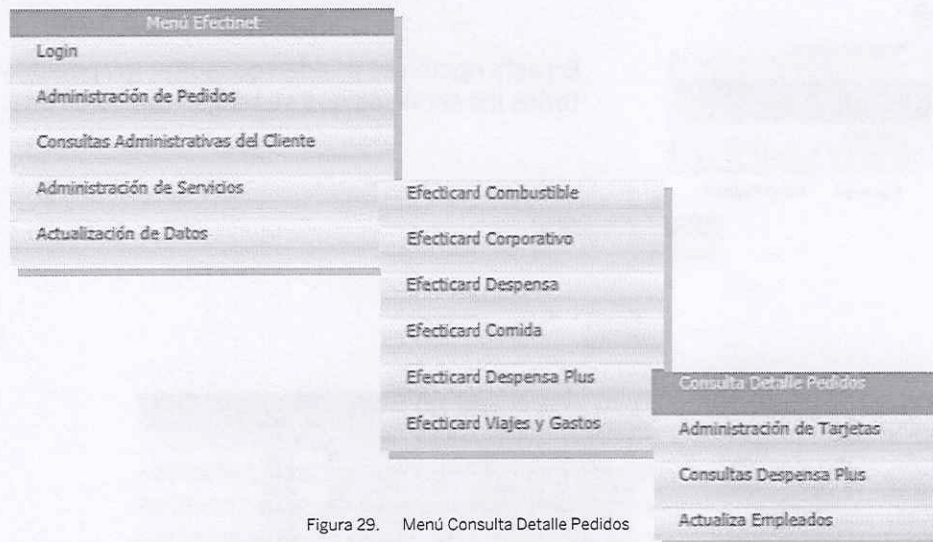 Menú Efectinet
Login
Administración de Pedidos
Consultas Administrativas del Cliente
Administración de Servicios
Actualización de Datos
Efecticard Combustible
Efecticard Corporativo
Efecticard Despensa
Efecticard Comida
Efecticard Despensa Plus
Efecticard Viajes y Gastos
Consulta Detalle Pedidos
Administración de Tarjetas
Consultas Despensa Plus
Actualiza Empleados
Figura 29. Menú Consulta Detalle Pedidos